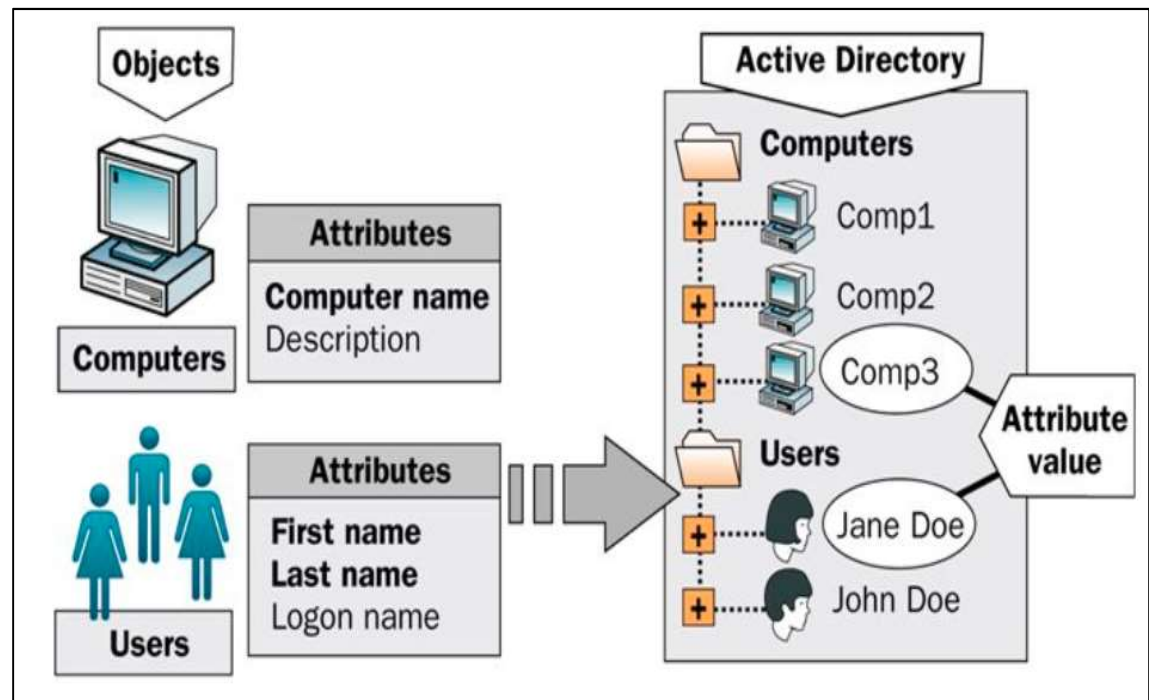 Objects
Computers
Attributes
Computer name
Description
Users
Attributes
First name
Last name
Logon name
Active Directory
Computers
Comp1
Comp2
Comp3
Users
Jane Doe
John Doe
Attribute
value